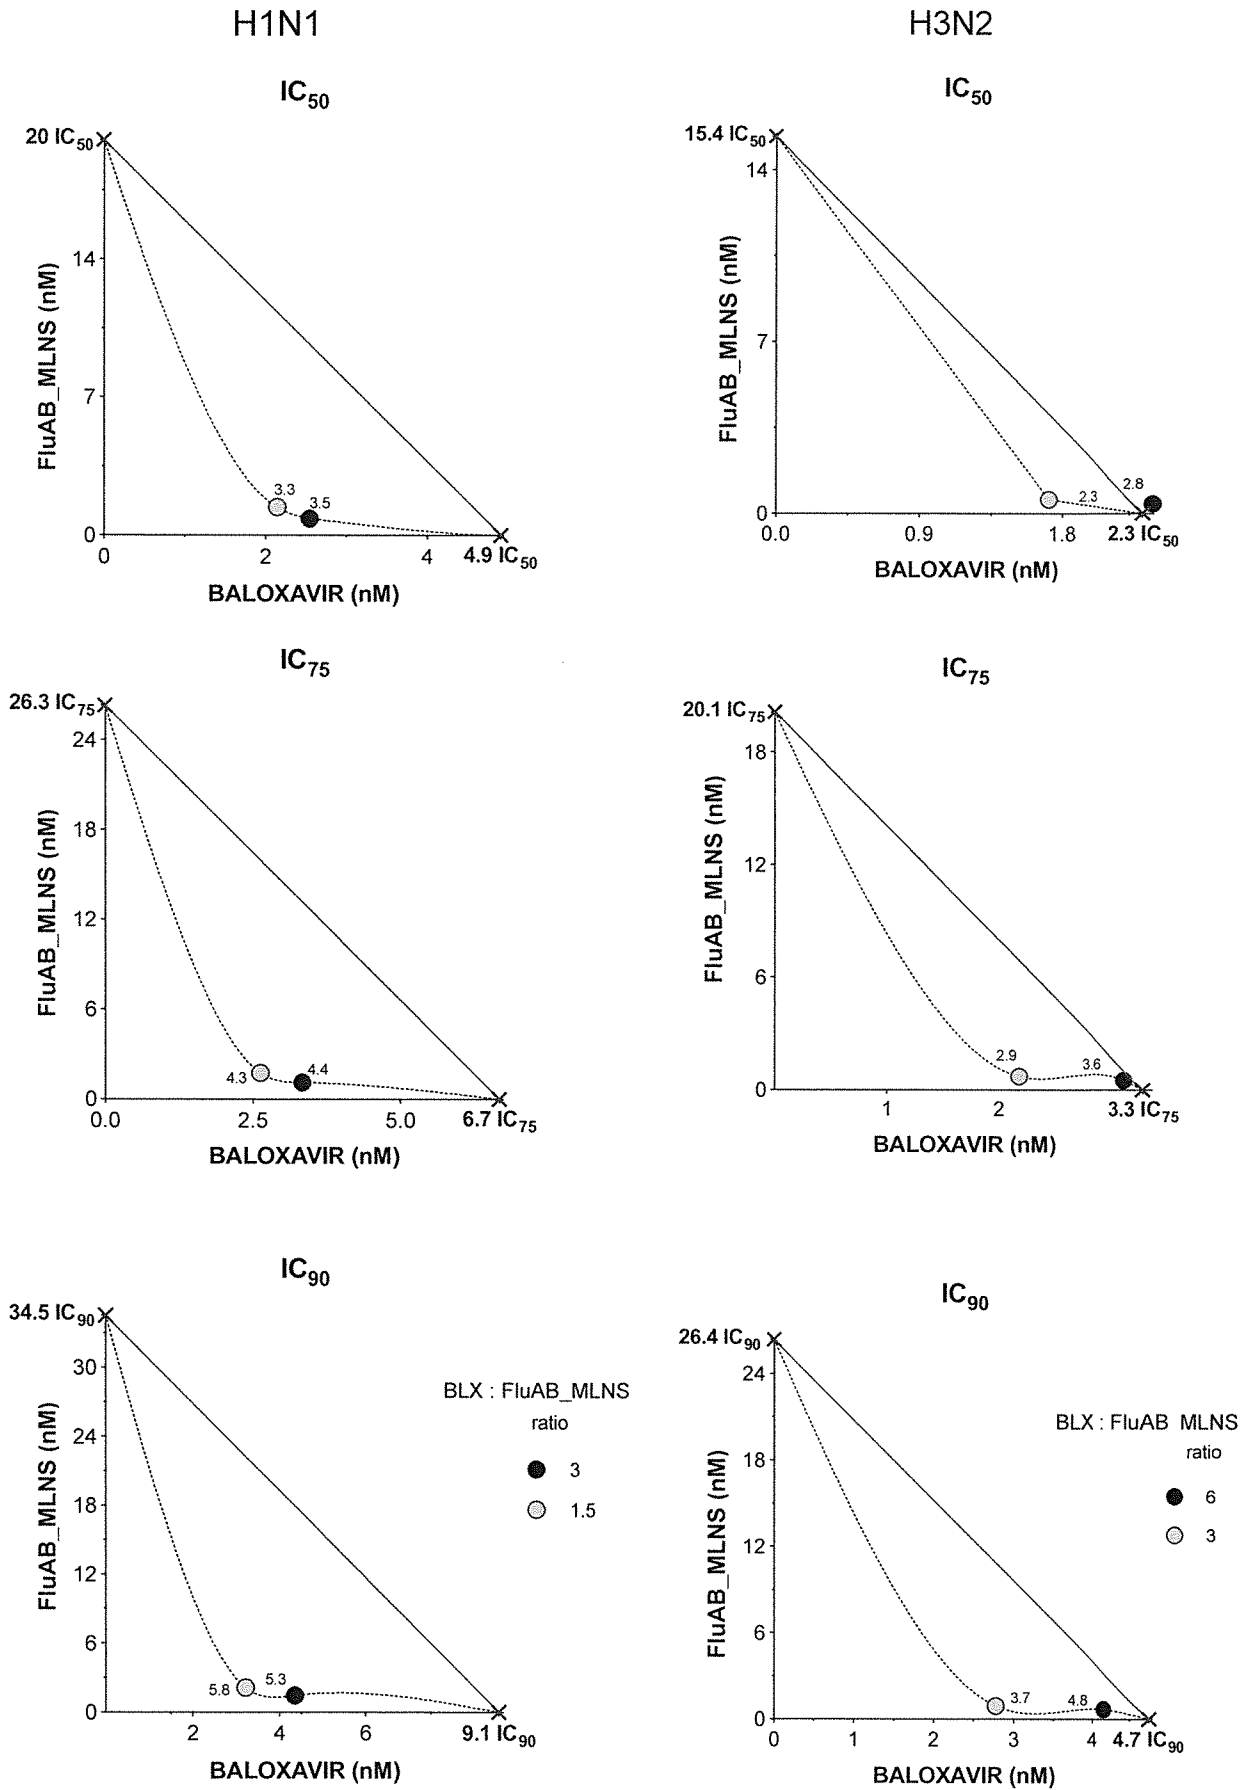 H1N1
H3N2
IC50
20 IC50
14
7
0
FluAB_MLNS (nM)
3.3
3.5
0
2
4
4.9 IC50
BALOXAVIR (nM)
IC50
15.4 IC50
14
7
0
FluAB_MLNS (nM)
2.3
2.8
0.0
0.9
1.8
2.3 IC50
BALOXAVIR (nM)
IC75
26.3 IC75
24
18
12
6
0
FluAB_MLNS (nM)
4.3
4.4
0.0
2.5
5.0
6.7 IC75
BALOXAVIR (nM)
IC75
20.1 IC75
18
12
6
0
FluAB_MLNS (nM)
2.9
3.6
1
2
3.3 IC75
BALOXAVIR (nM)
IC90
34.5 IC90
30
24
18
12
6
0
FluAB_MLNS (nM)
5.8
5.3
2
4
6
9.1 IC90
BALOXAVIR (nM)
BLX : FluAB_MLNS
ratio
3
1.5
IC90
26.4 IC90
24
18
12
6
0
FluAB_MLNS (nM)
3.7
4.8
0
1
2
3
4
4.7 IC90
BALOXAVIR (nM)
BLX : FluAB MLNS
ratio
6
3